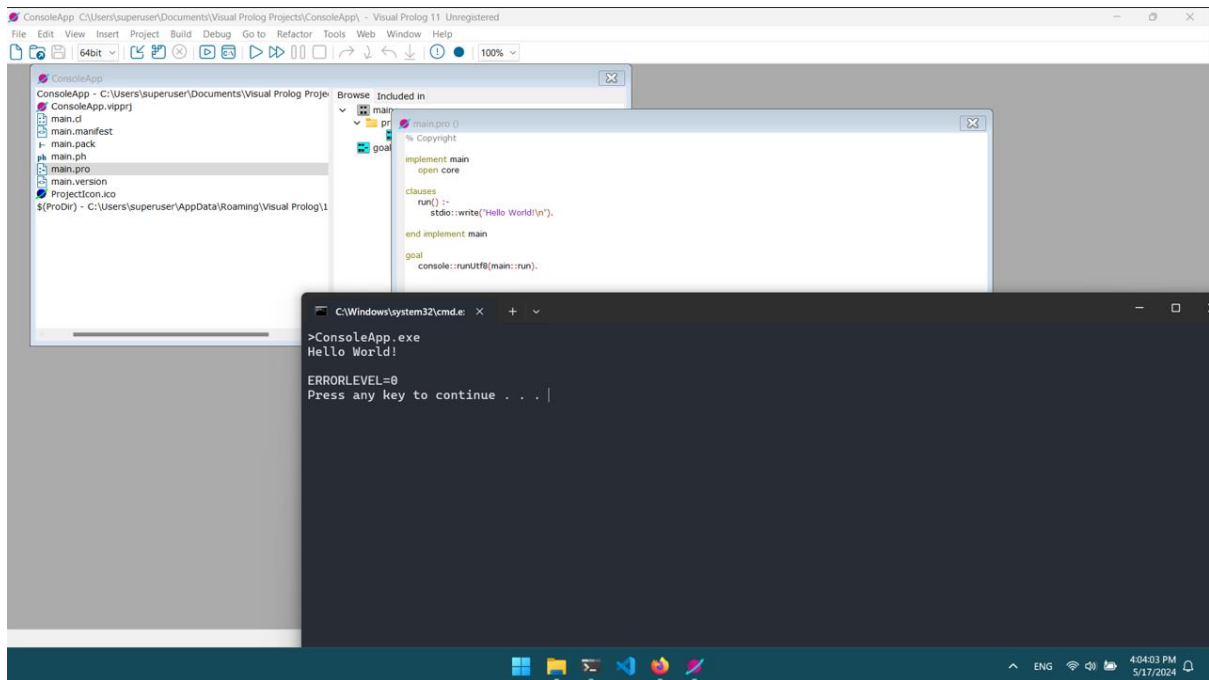 ConsoleApp C:\Users\superuser\Documents\Visual Prolog Projects\ConsoleApp\ - Visual Prolog 11 Unregistered
File Edit View Insert Project Build Debug Go to Refactor Tools Web Window Help
64bit
100%
ConsoleApp
ConsoleApp - C:\Users\superuser\Documents\Visual Prolog Proje
ConsoleApp.vipprj
main.cl
main.manifest
main.pack
ph main.ph
main.pro
main.version
ProjectIcon.ico
$(ProDir) - C:\Users\superuser\AppData\Roaming\Visual Prolog\1
Browse Included in
main
pr
goal
main.pro ()
% Copyright
implement main
open core
clauses
run() :-
stdio::write("Hello World!\n").
end implement main
goal
console::runUtf8(main::run).
C:\Windows\system32\cmd.e:
>ConsoleApp.exe
Hello World!
ERRORLEVEL=0
Press any key to continue . . .
ENG
4:04:03 PM
5/17/2024